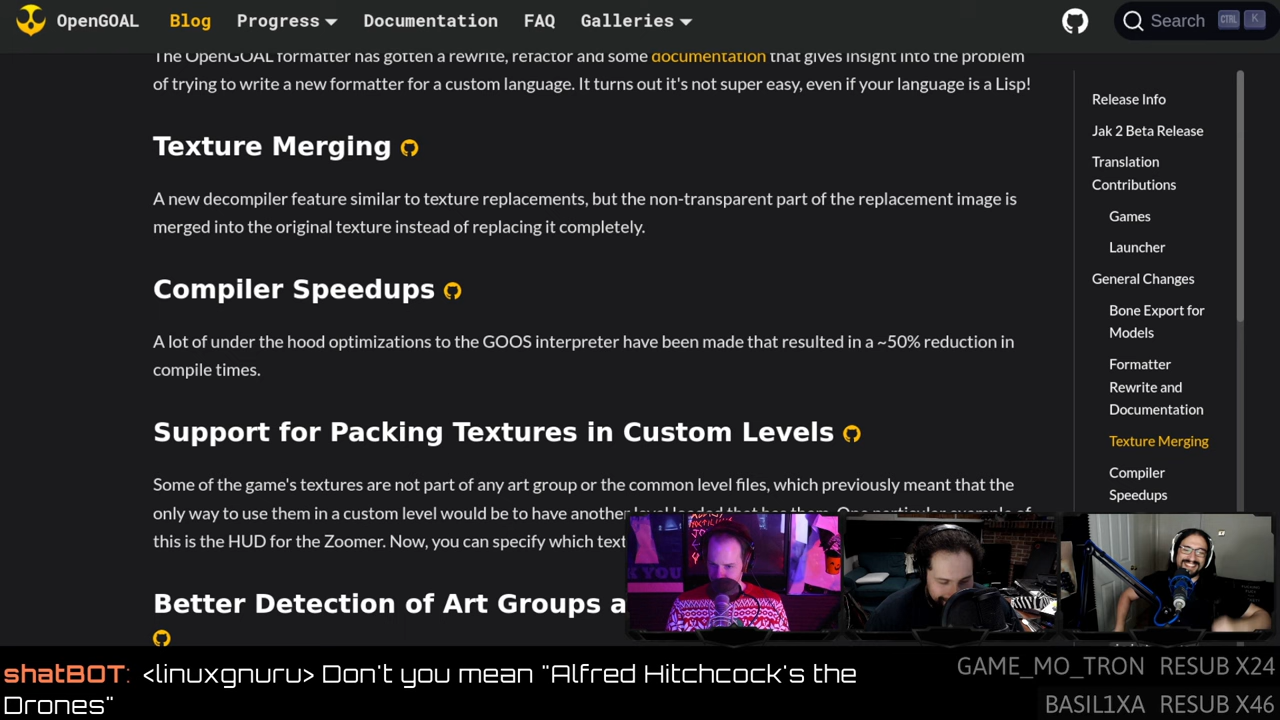 OpenGOAL Blog Progress Documentation FAQ Galleries Search CTRL K
The OpenGOAL formatter has gotten a rewrite, refactor and some documentation that gives insight into the problem
of trying to write a new formatter for a custom language. It turns out it's not super easy, even if your language is a Lisp!
Texture Merging
A new decompiler feature similar to texture replacements, but the non-transparent part of the replacement image is
merged into the original texture instead of replacing it completely.
Compiler Speedups
A lot of under the hood optimizations to the GOOS interpreter have been made that resulted in a ~50% reduction in
compile times.
Support for Packing Textures in Custom Levels
Some of the game's textures are not part of any art group or the common level files, which previously meant that the
only way to use them in a custom level would be to have another level loaded that has them. One particular example of
this is the HUD for the Zoomer. Now, you can specify which text
Better Detection of Art Groups a
Release Info
Jak 2 Beta Release
Translation
Contributions
Games
Launcher
General Changes
Bone Export for
Models
Formatter
Rewrite and
Documentation
Texture Merging
Compiler
Speedups
YOU
shatBOT: <linuxgnuru> Don't you mean "Alfred Hitchcock's the
Drones"
GAME_MO_TRON RESUB X24
BASIL1XA RESUB X46